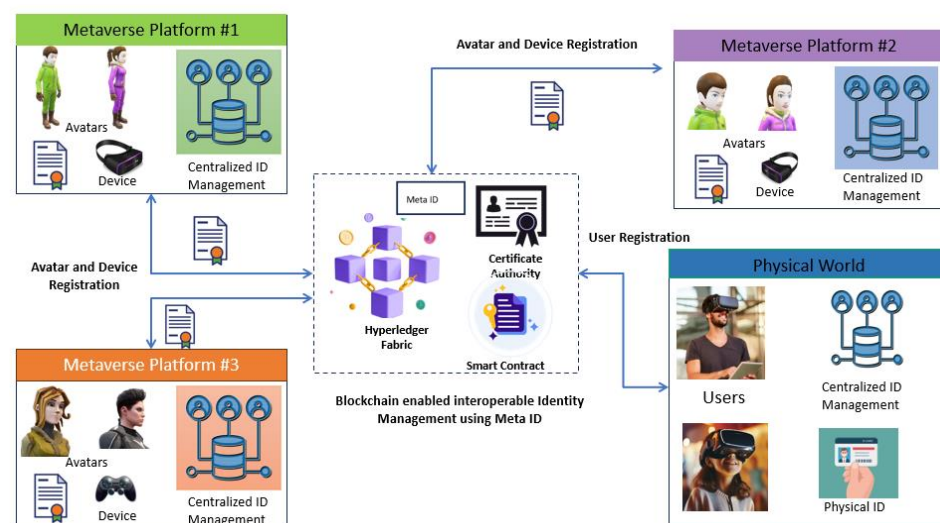 Metaverse Platform #1
Avatars
Device
Centralized ID
Management
Avatar and Device Registration
Metaverse Platform #2
Avatars
Device
Centralized ID
Management
Meta ID
Certificate
Authority
Hyperledger
Fabric
Smart Contract
Blockchain enabled interoperable Identity
Management using Meta ID
Avatar and Device
Registration
User Registration
Metaverse Platform #3
Avatars
Device
Centralized ID
Management
Physical World
Users
Centralized ID
Management
Physical ID